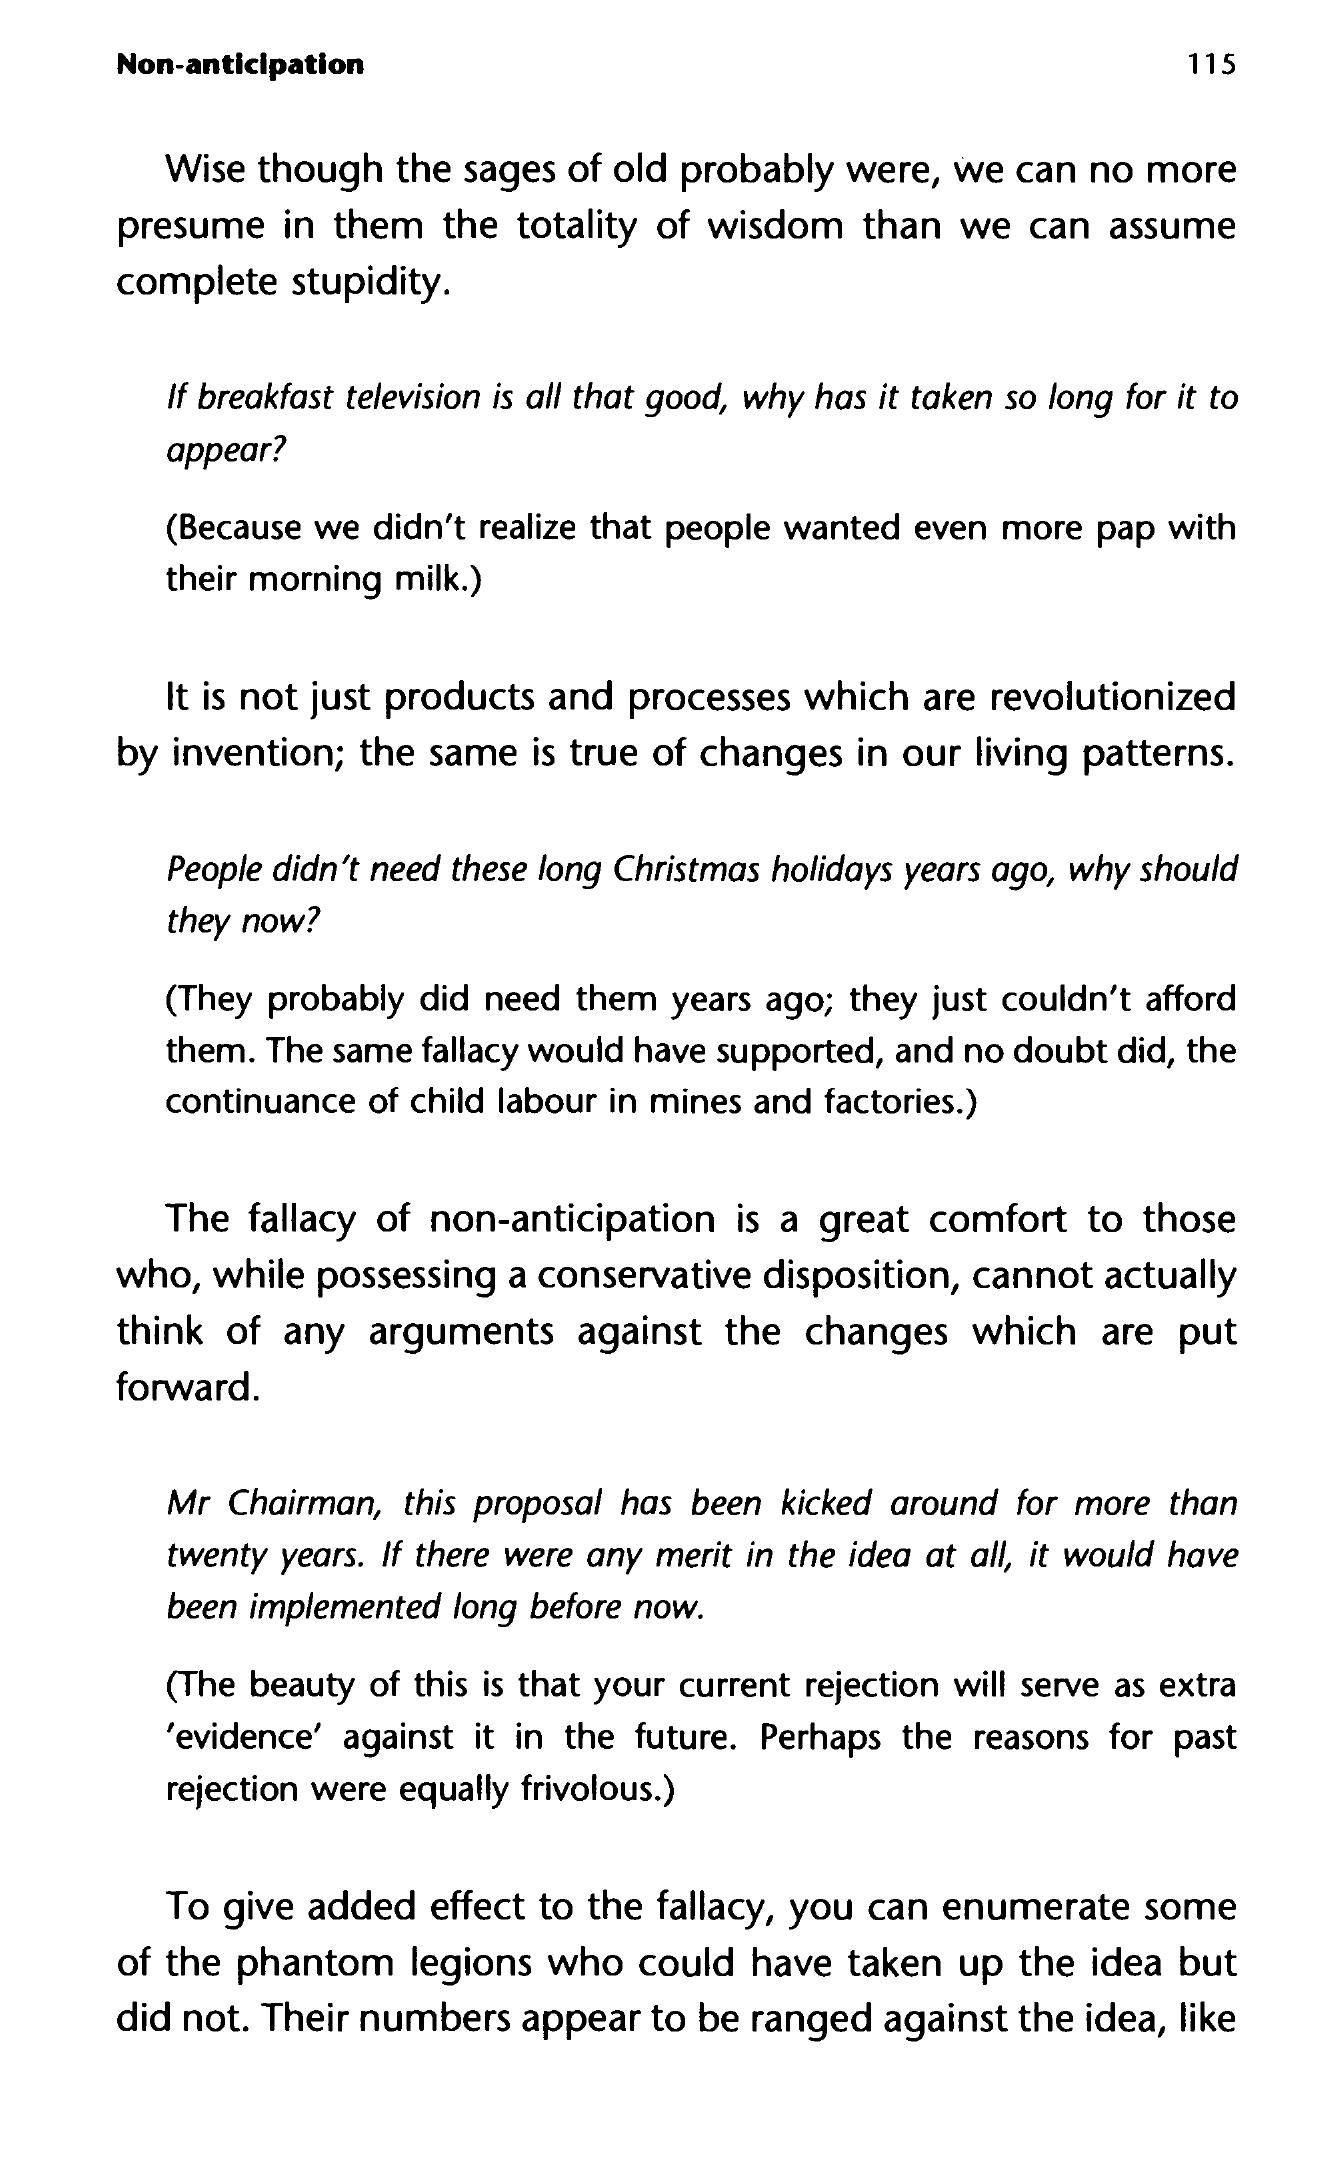 Non-anticipation 115
Wise though the sages of old probably were, we can no more
presume in them the totality of wisdom than we can assume
complete stupidity.
If breakfast television is all that good, why has it taken so long for it to
appear?
(Because we didn't realize that people wanted even more pap with
their morning milk.)
It is not just products and processes which are revolutionized
by invention; the same is true of changes in our living patterns.
People didn't need these long Christmas holidays years ago, why should
they now?
(They probably did need them years ago; they just couldn't afford
them. The same fallacy would have supported, and no doubt did, the
continuance of child labour in mines and factories.)
The fallacy of non-anticipation is a great comfort to those
who, while possessing a conservative disposition, cannot actually
think of any arguments against the changes which are put
forward.
Mr Chairman, this proposal has been kicked around for more than
twenty years. If there were any merit in the idea at all, it would have
been implemented long before now.
(The beauty of this is that your current rejection will serve as extra
'evidence' against it in the future. Perhaps the reasons for past
rejection were equally frivolous.)
To give added effect to the fallacy, you can enumerate some
of the phantom legions who could have taken up the idea but
did not. Their numbers appear to be ranged against the idea, like